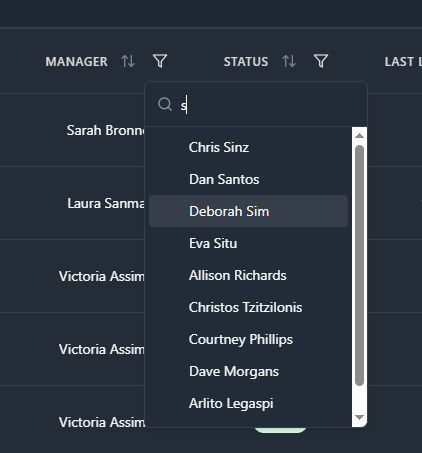 MANAGER STATUS LAST L
s
Sarah Bronne
Chris Sinz
Dan Santos
Laura Sanma
Deborah Sim
Eva Situ
Victoria Assim
Allison Richards
Christos Tzitzilonis
Courtney Phillips
Victoria Assim
Dave Morgans
Arlito Legaspi
Victoria Assim